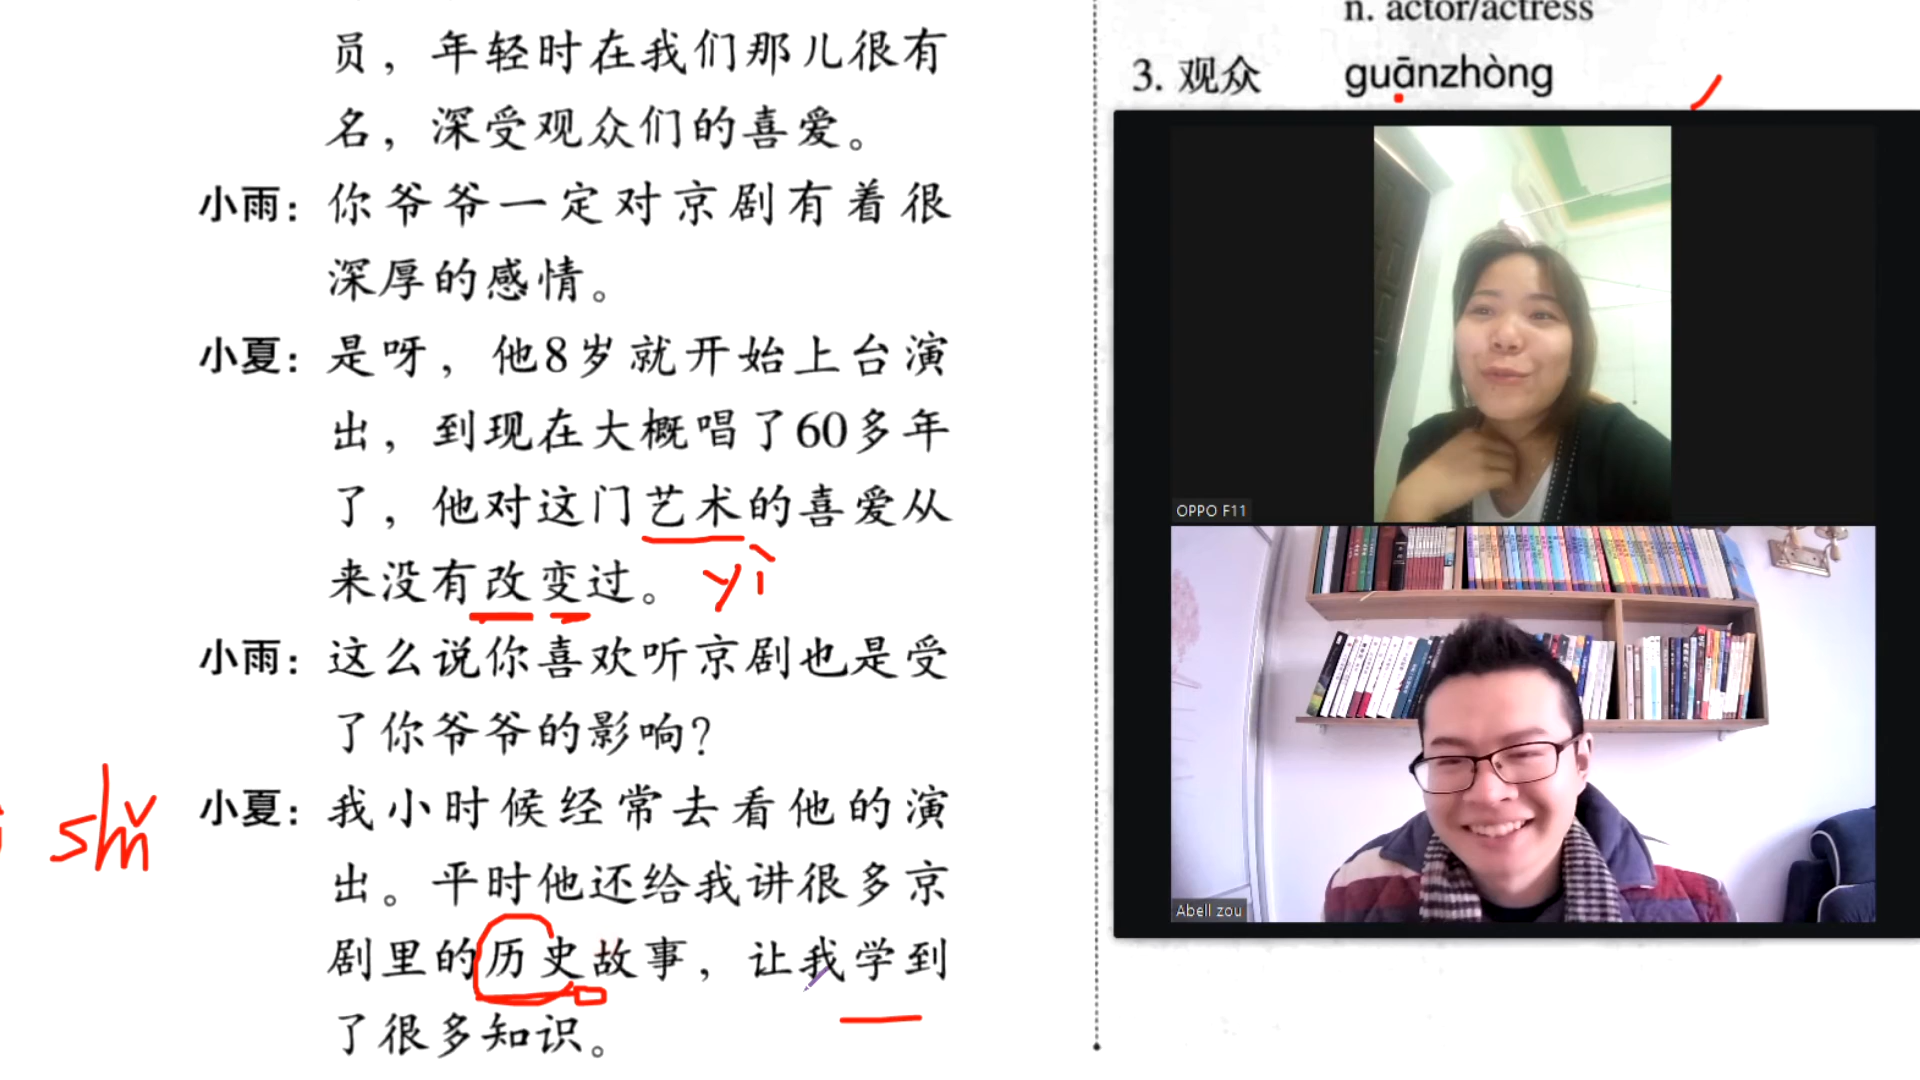 员，年轻时在我们那儿很有
名，深受观众们的喜爱。
小雨：你爷爷一定对京剧有着很
深厚的感情。
小夏：是呀，他8岁就开始上台演
出，到现在大概唱了60多年
了，他对这门艺术的喜爱从
来没有改变过。 yì
小雨：这么说你喜欢听京剧也是受
了你爷爷的影响？
小夏：我小时候经常去看他的演
出。平时他还给我讲很多京
剧里的历史故事，让我学到
了很多知识。
shǐ
n. actor/actress
3. 观众 guānzhòng
OPPO F11
Abell zou